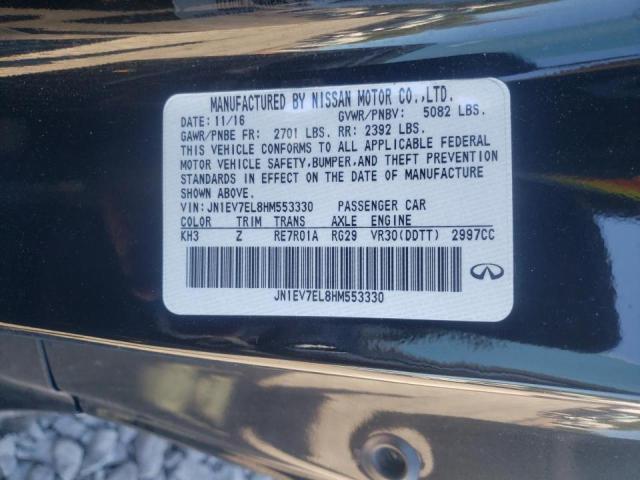 MANUFACTURED BY NISSAN MOTOR CO.,LTD.
DATE: 11/16 GVWR/PNBV: 5082 LBS.
GAWR/PNBE FR: 2701 LBS. RR: 2392 LBS.
THIS VEHICLE CONFORMS TO ALL APPLICABLE FEDERAL
MOTOR VEHICLE SAFETY,BUMPER,AND THEFT PREVENTION
STANDARDS IN EFFECT ON THE DATE OF MANUFACTURE
SHOWN ABOVE.
VIN:JN1EV7EL8HM553330 PASSENGER CAR
COLOR TRIM TRANS AXLE ENGINE
KH3 Z RE7R01A RG29 VR30(DDTT) 2997CC
JN1EV7EL8HM553330